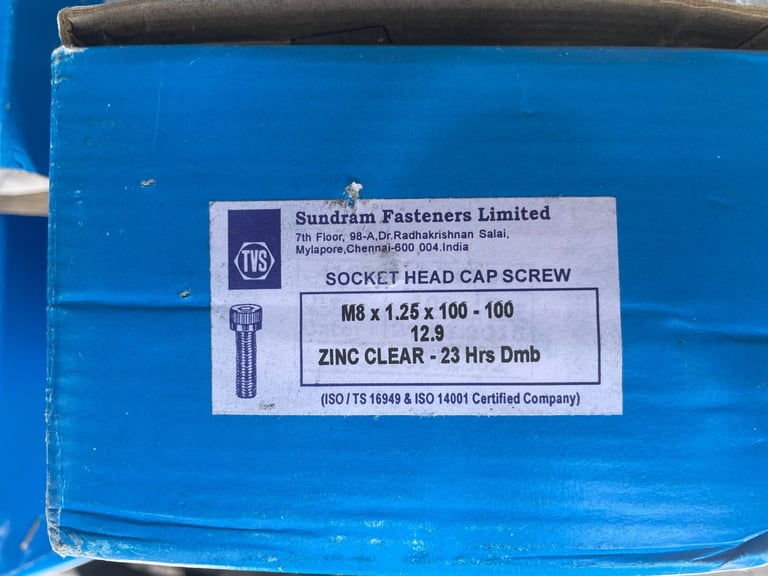 TVS
Sundram Fasteners Limited
7th Floor, 98-A,Dr.Radhakrishnan Salai,
Mylapore,Chennai-600 004.India
SOCKET HEAD CAP SCREW
M8 x 1.25 x 100 - 100
12.9
ZINC CLEAR - 23 Hrs Dmb
(ISO / TS 16949 & ISO 14001 Certified Company)